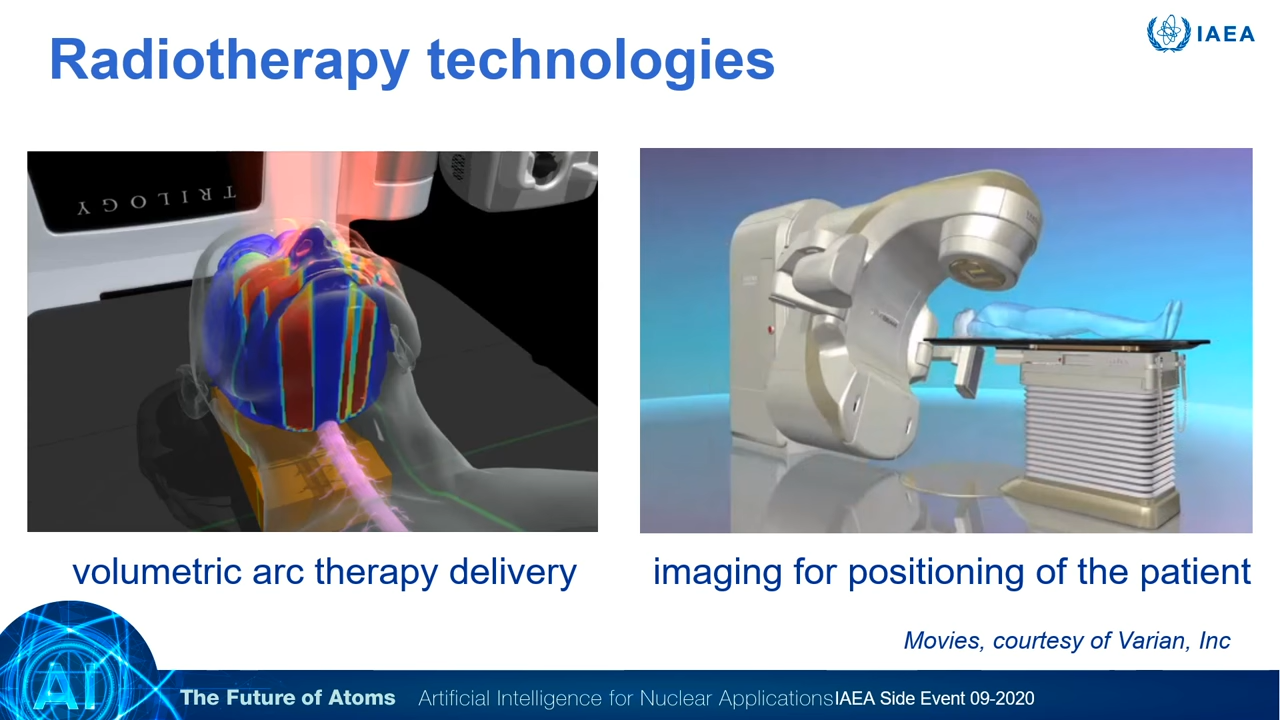 Radiotherapy technologies
IAEA
TRILOGY
volumetric arc therapy delivery
imaging for positioning of the patient
Movies, courtesy of Varian, Inc
AI
The Future of Atoms Artificial Intelligence for Nuclear Applications IAEA Side Event 09-2020